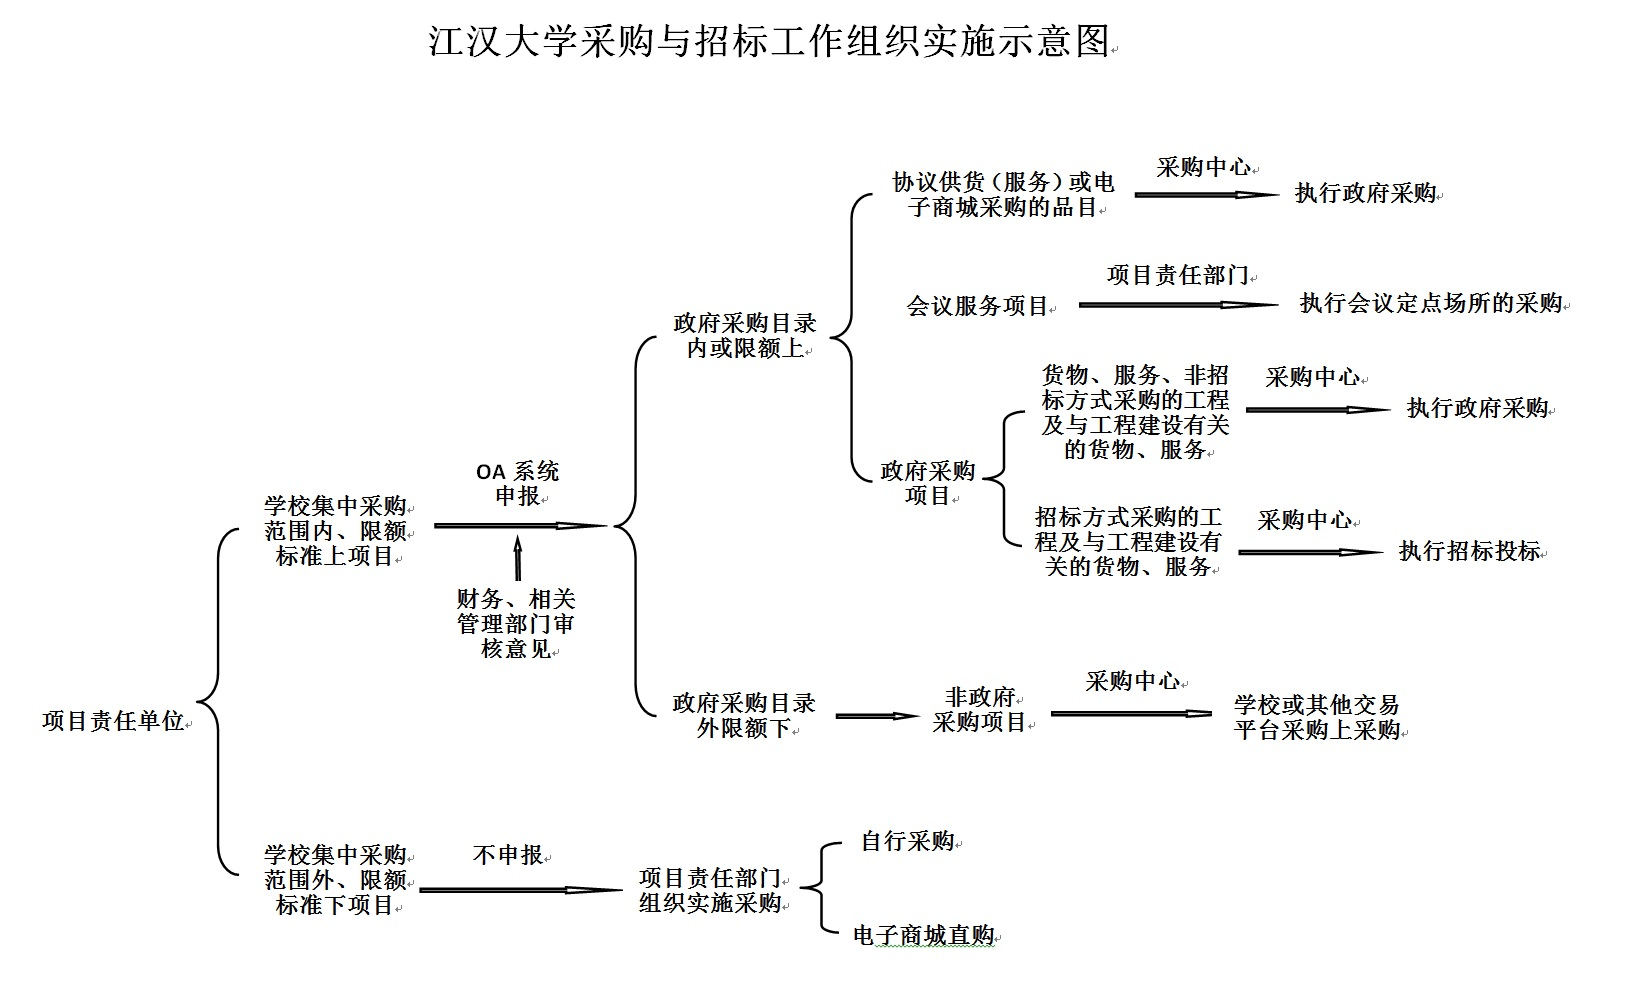 江汉大学采购与招标工作组织实施示意图
项目责任单位
学校集中采购
范围内、限额
标准上项目
OA 系统
申报
财务、相关
管理部门审
核意见
政府采购目录
内或限额上
协议供货（服务）或电
子商城采购的品目
采购中心
执行政府采购
会议服务项目
项目责任部门
执行会议定点场所的采购
政府采购
项目
货物、服务、非招
标方式采购的工程
及与工程建设有关
的货物、服务
采购中心
执行政府采购
招标方式采购的工
程及与工程建设有
关的货物、服务
采购中心
执行招标投标
政府采购目录
外限额下
非政府
采购项目
采购中心
学校或其他交易
平台采购上采购
学校集中采购
范围外、限额
标准下项目
不申报
项目责任部门
组织实施采购
自行采购
电子商城直购